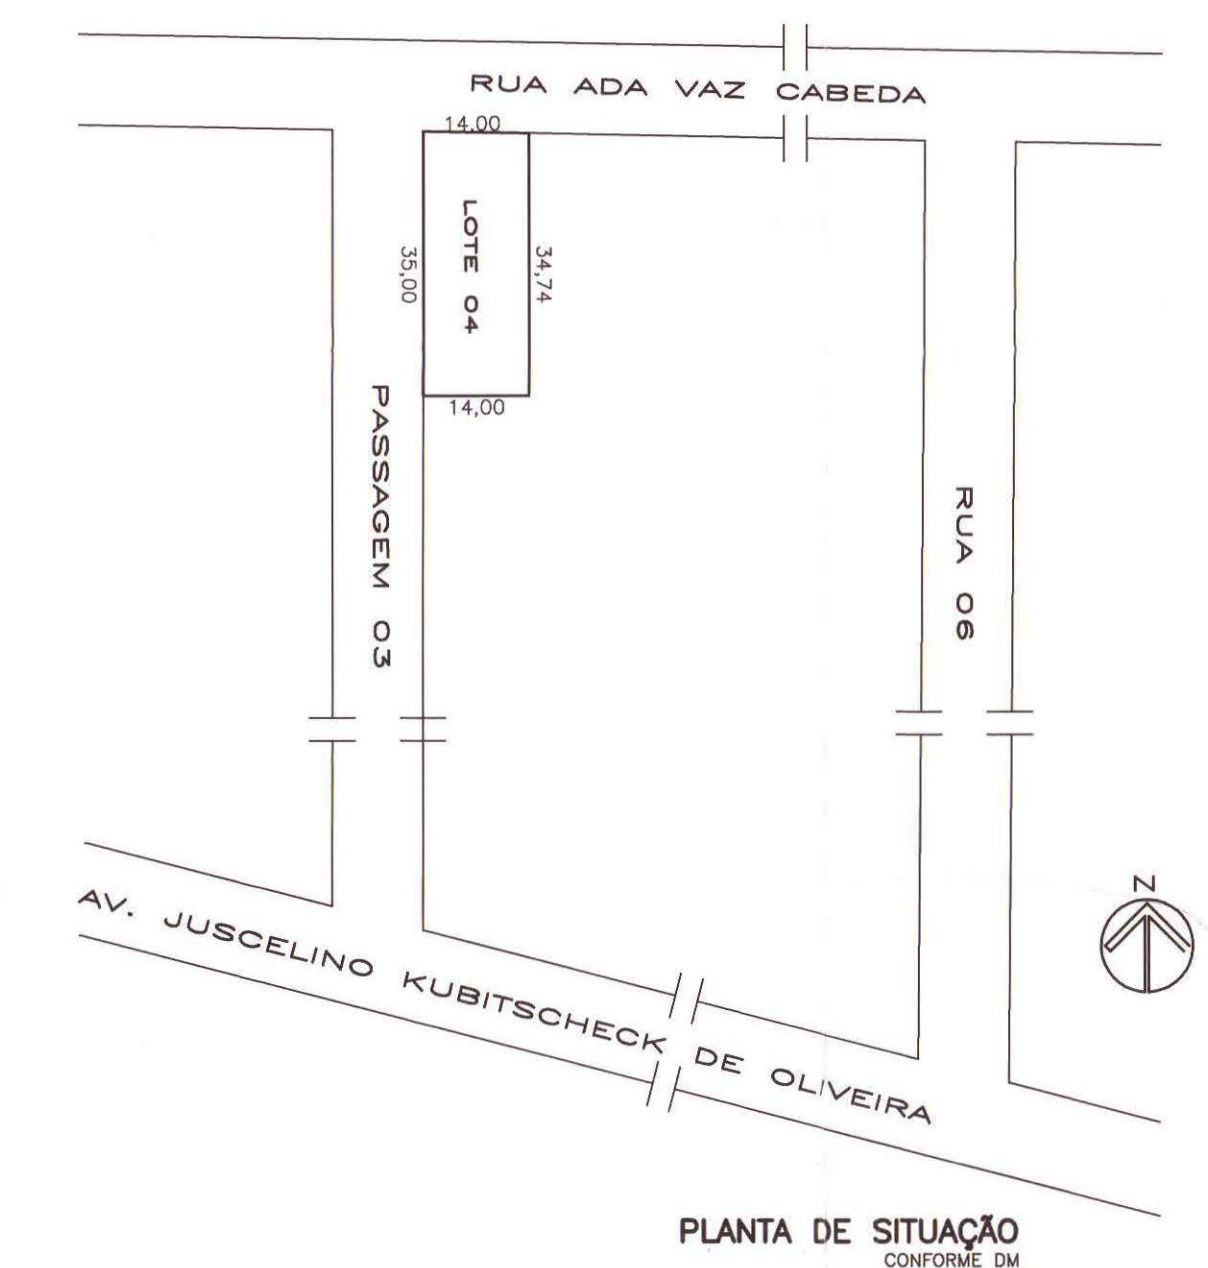 RUA ADA VAZ CABEDA
14.00
LOTE 04
35,00
34,74
14,00
PASSAGEM 03
RUA 06
N
AV. JUSCELINO KUBITSCHECK DE OLIVEIRA
PLANTA DE SITUAÇÃO
CONFORME DM